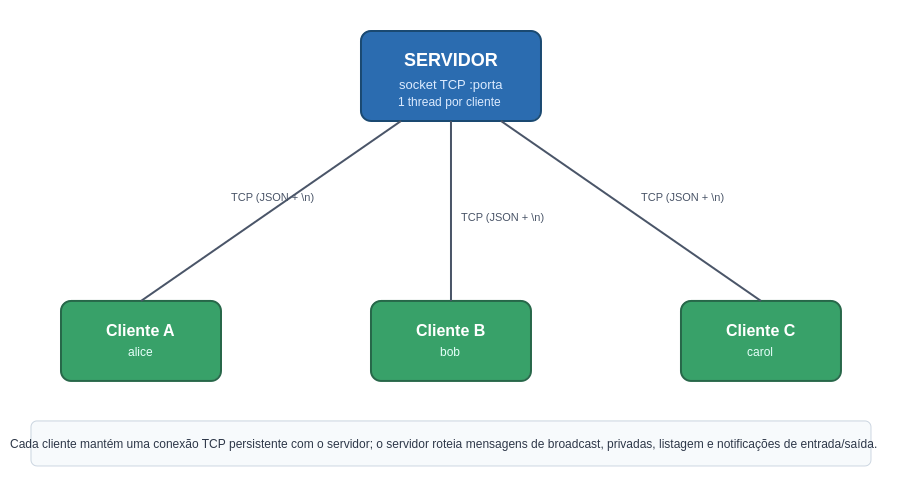 SERVIDOR
socket TCP :porta
1 thread por cliente
TCP (JSON + \n)
TCP (JSON + \n)
TCP (JSON + \n)
Cliente A
alice
Cliente B
bob
Cliente C
carol
Cada cliente mantém uma conexão TCP persistente com o servidor; o servidor roteia mensagens de broadcast, privadas, listagem e notificações de entrada/saída.